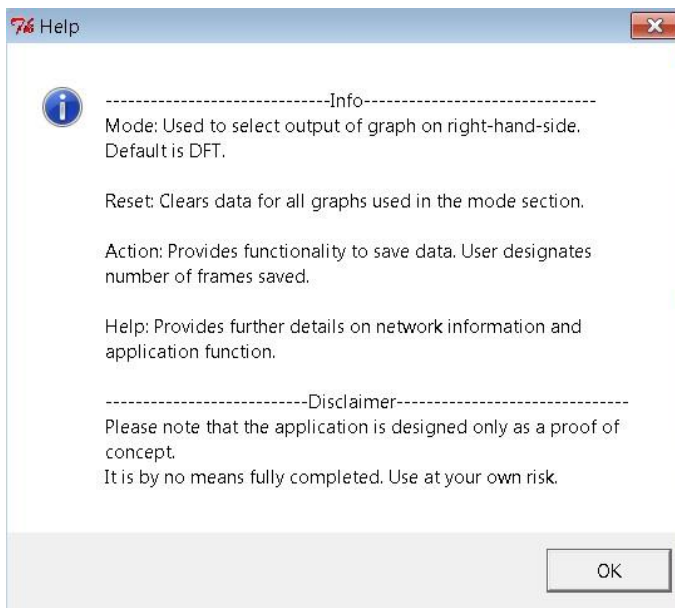 7% Help
------------------------------Info-------------------------------
Mode: Used to select output of graph on right-hand-side.
Default is DFT.
Reset: Clears data for all graphs used in the mode section.
Action: Provides functionality to save data. User designates
number of frames saved.
Help: Provides further details on network information and
application function.
---------------------------Disclaimer-------------------------------
Please note that the application is designed only as a proof of
concept.
It is by no means fully completed. Use at your own risk.
OK